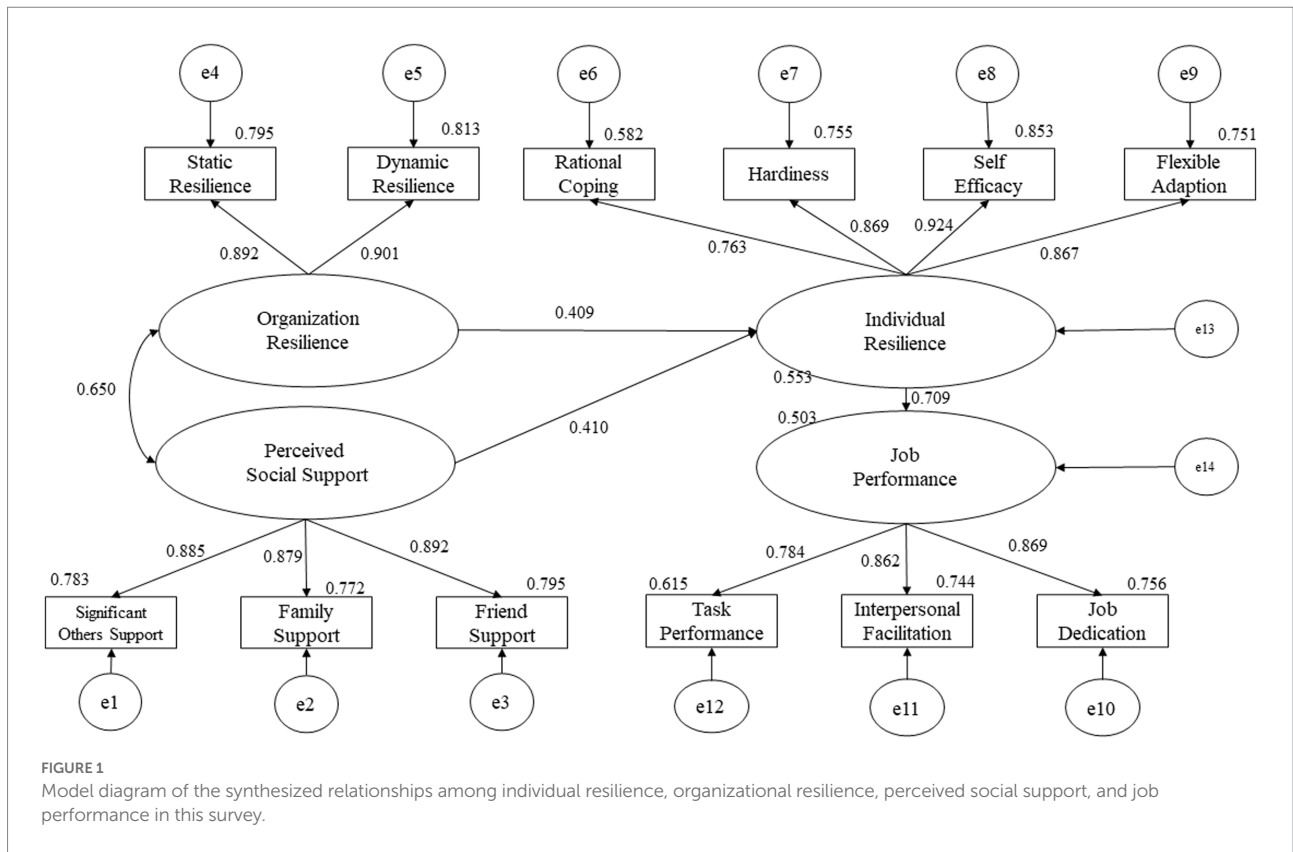 e4
e5
e6
e7
e8
e9
0.795
0.813
0.582
0.755
0.853
0.751
Static
Resilience
Dynamic
Resilience
Rational
Coping
Hardiness
Self
Efficacy
Flexible
Adaption
0.892
0.901
0.763
0.869
0.924
0.867
Organization
Resilience
0.409
Individual
Resilience
e13
0.650
0.553
0.709
0.410
0.503
Perceived
Social Support
Job
Performance
e14
0.885
0.879
0.892
0.784
0.862
0.869
0.783
0.772
0.795
0.615
0.744
0.756
Significant
Others Support
Family
Support
Friend
Support
Task
Performance
Interpersonal
Facilitation
Job
Dedication
e1
e2
e3
e12
e11
e10
FIGURE 1
Model diagram of the synthesized relationships among individual resilience, organizational resilience, perceived social support, and job
performance in this survey.